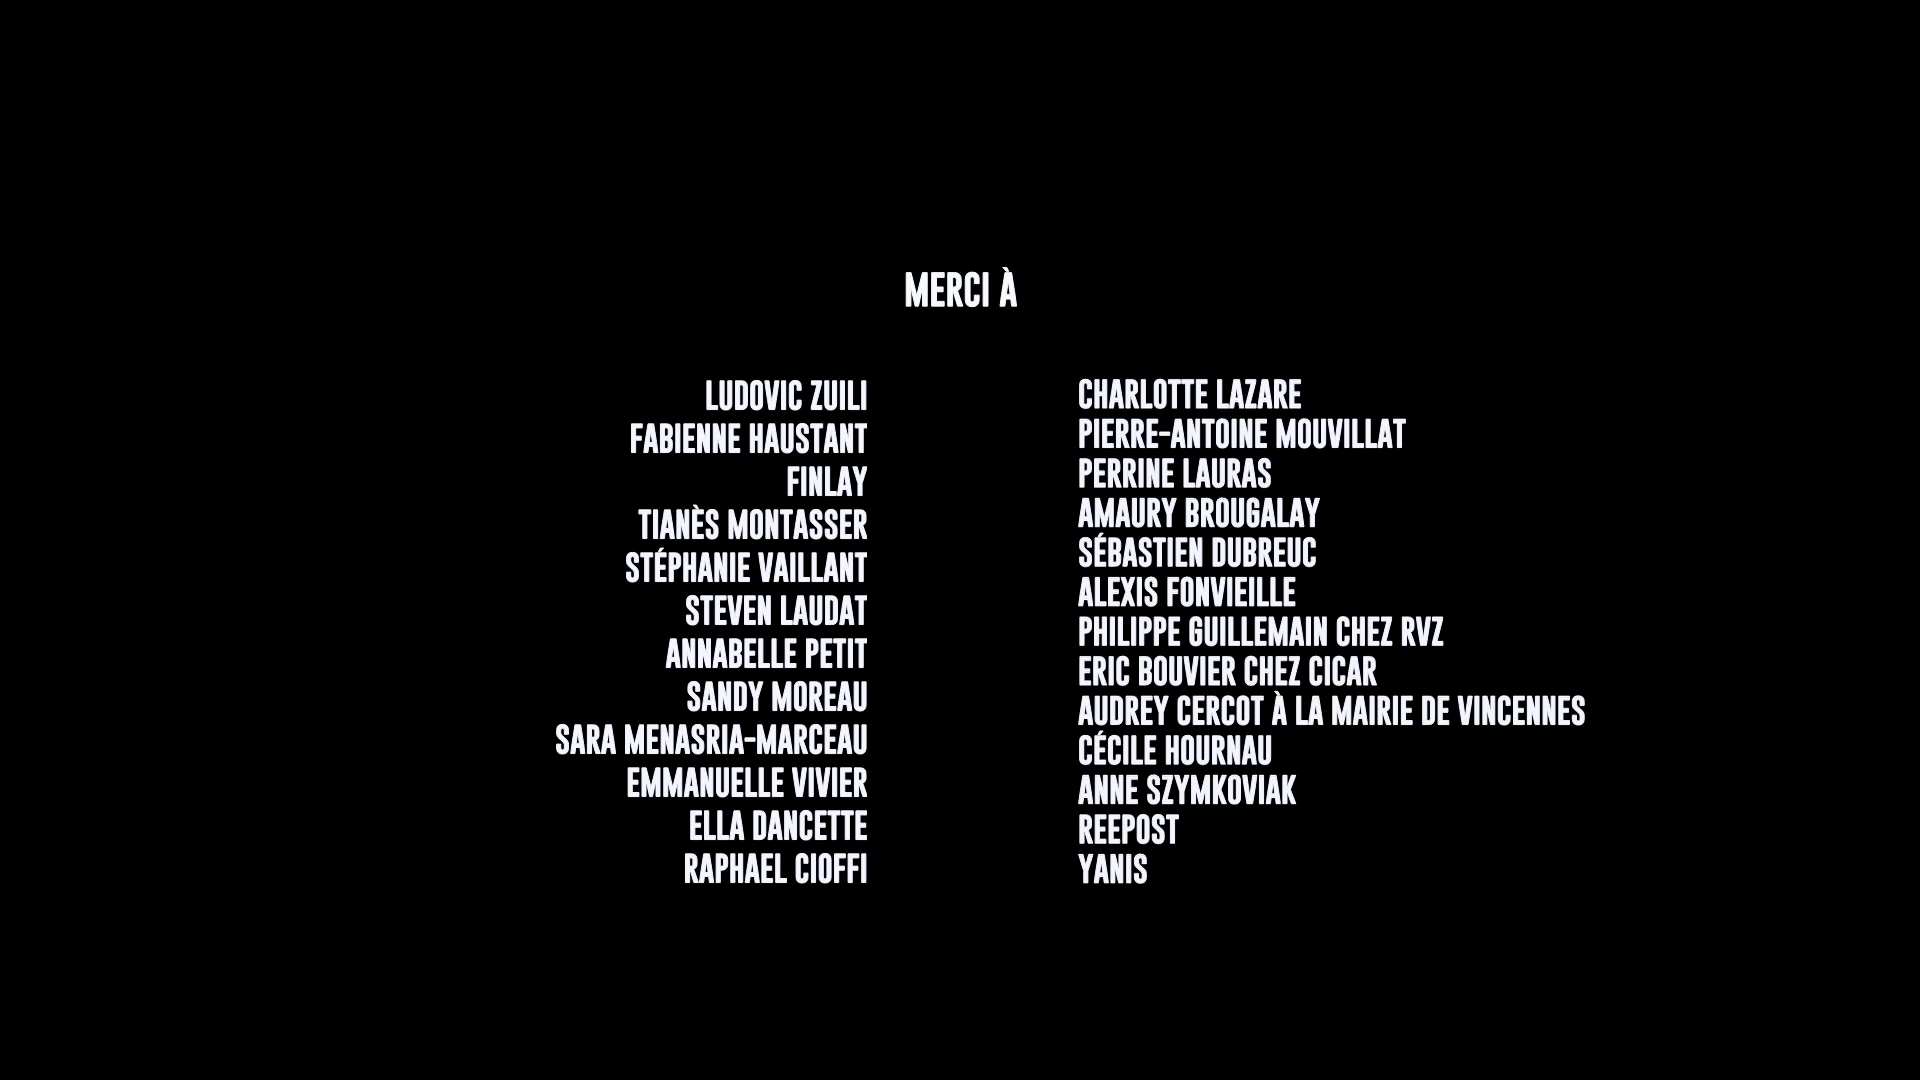 MERCI À
LUDOVIC ZUILI
FABIENNE HAUSTANT
FINLAY
TIANÈS MONTASSER
STÉPHANIE VAILLANT
STEVEN LAUDAT
ANNABELLE PETIT
SANDY MOREAU
SARA MENASRIA-MARCEAU
EMMANUELLE VIVIER
ELLA DANCETTE
RAPHAEL CIOFFI
CHARLOTTE LAZARE
PIERRE-ANTOINE MOUVILLAT
PERRINE LAURAS
AMAURY BROUGALAY
SÉBASTIEN DUBREUC
ALEXIS FONVIEILLE
PHILIPPE GUILLEMAIN CHEZ RVZ
ERIC BOUVIER CHEZ CICAR
AUDREY CERCOT À LA MAIRIE DE VINCENNES
CÉCILE HOURNAU
ANNE SZYMKOVIAK
REEPOST
YANIS